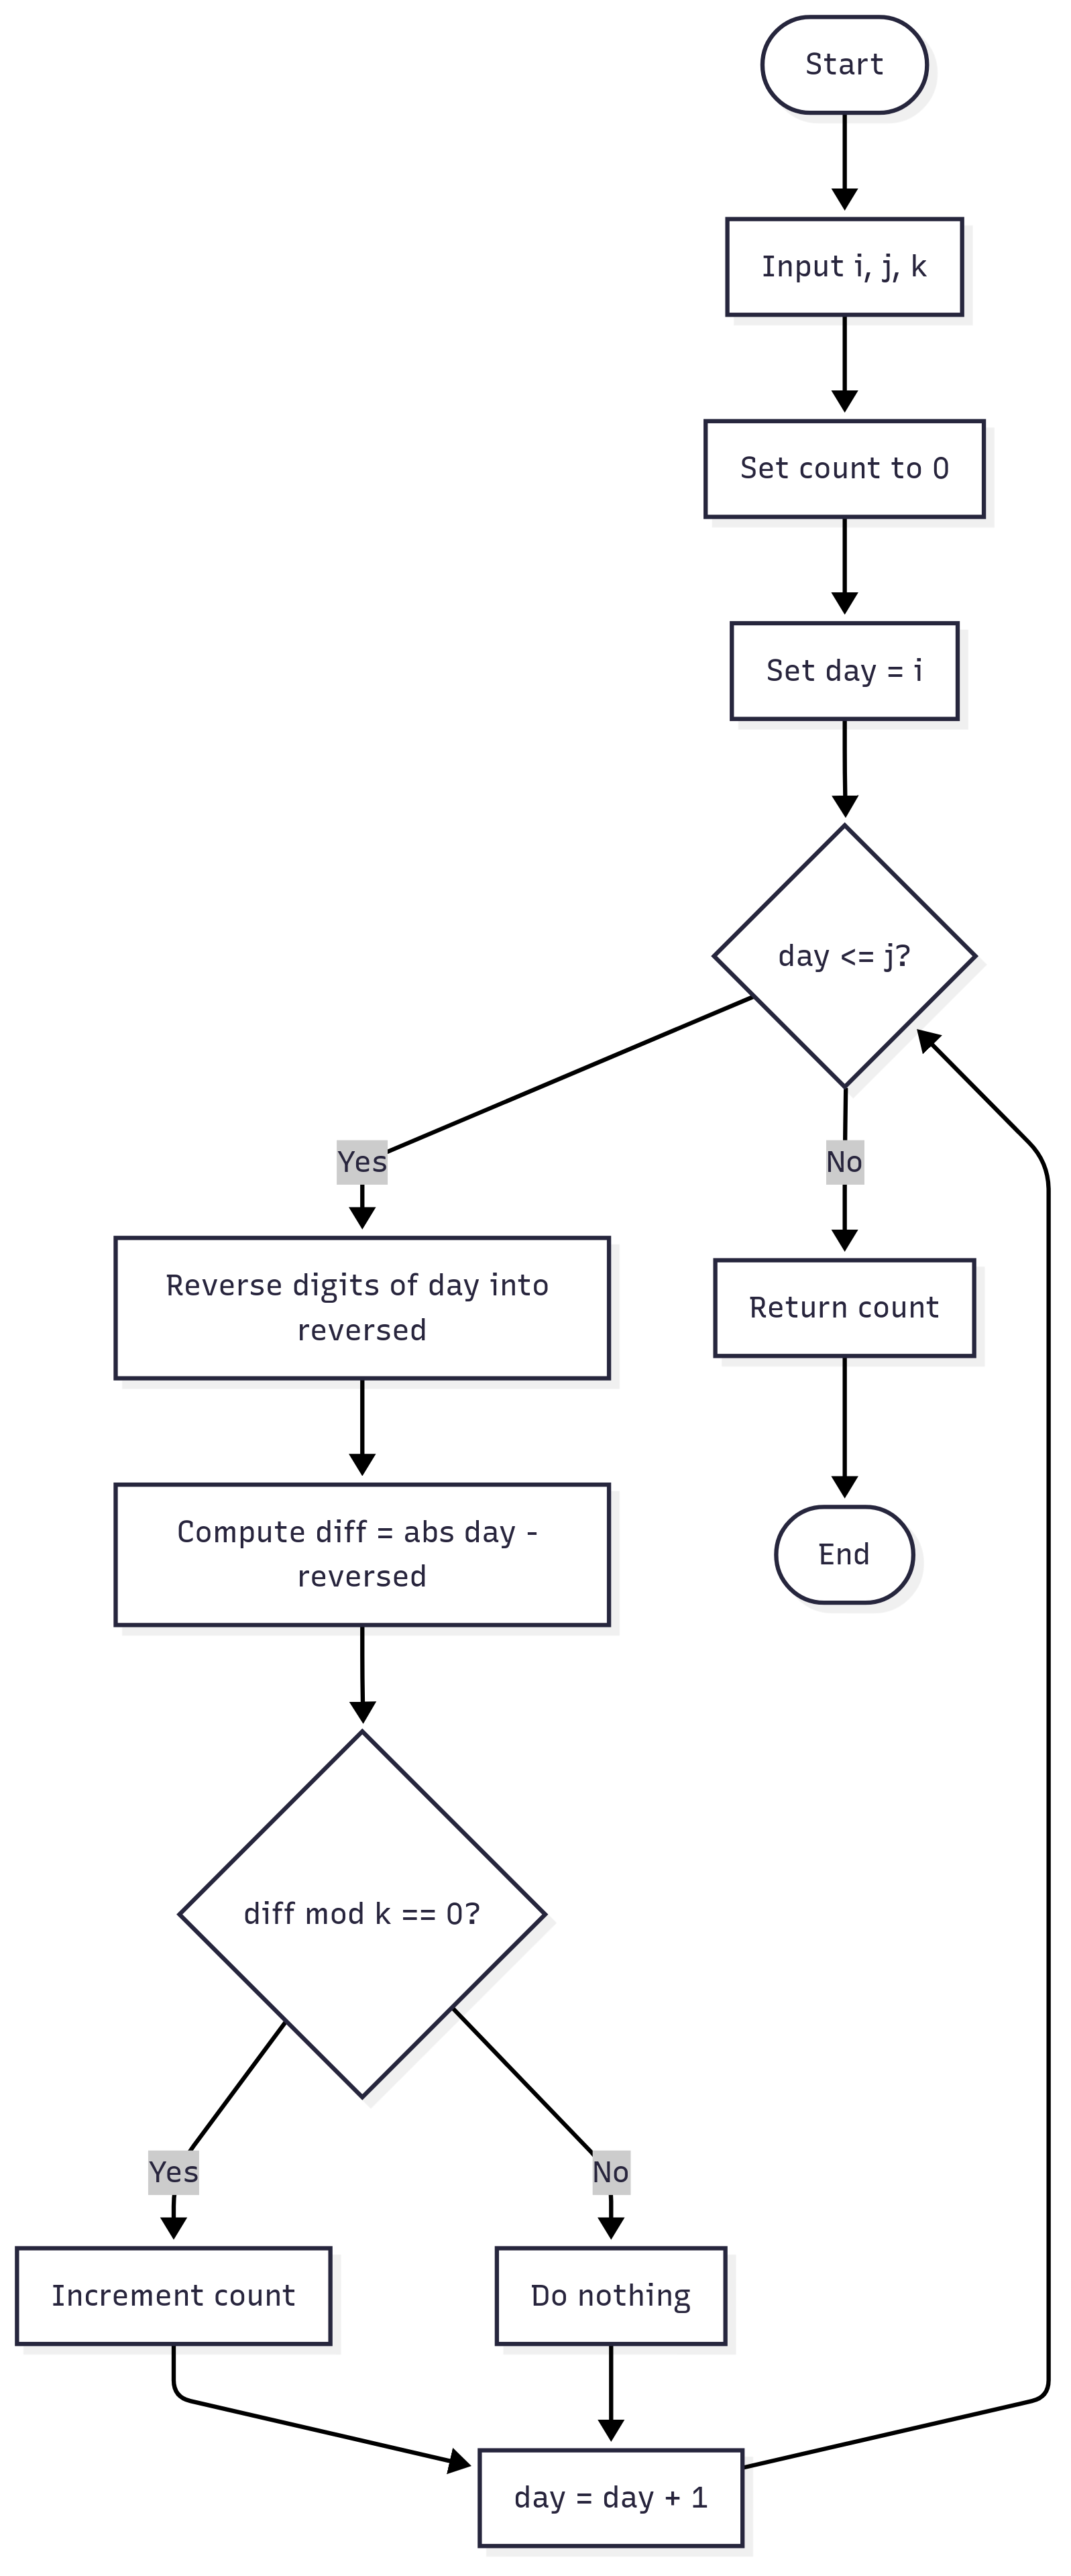 Start
Input i, j, k
Set count to 0
Set day = i
day <= j?
Yes
No
Reverse digits of day into
reversed
Return count
Compute diff = abs day -
reversed
End
diff mod k == 0?
Yes
No
Increment count
Do nothing
day = day + 1